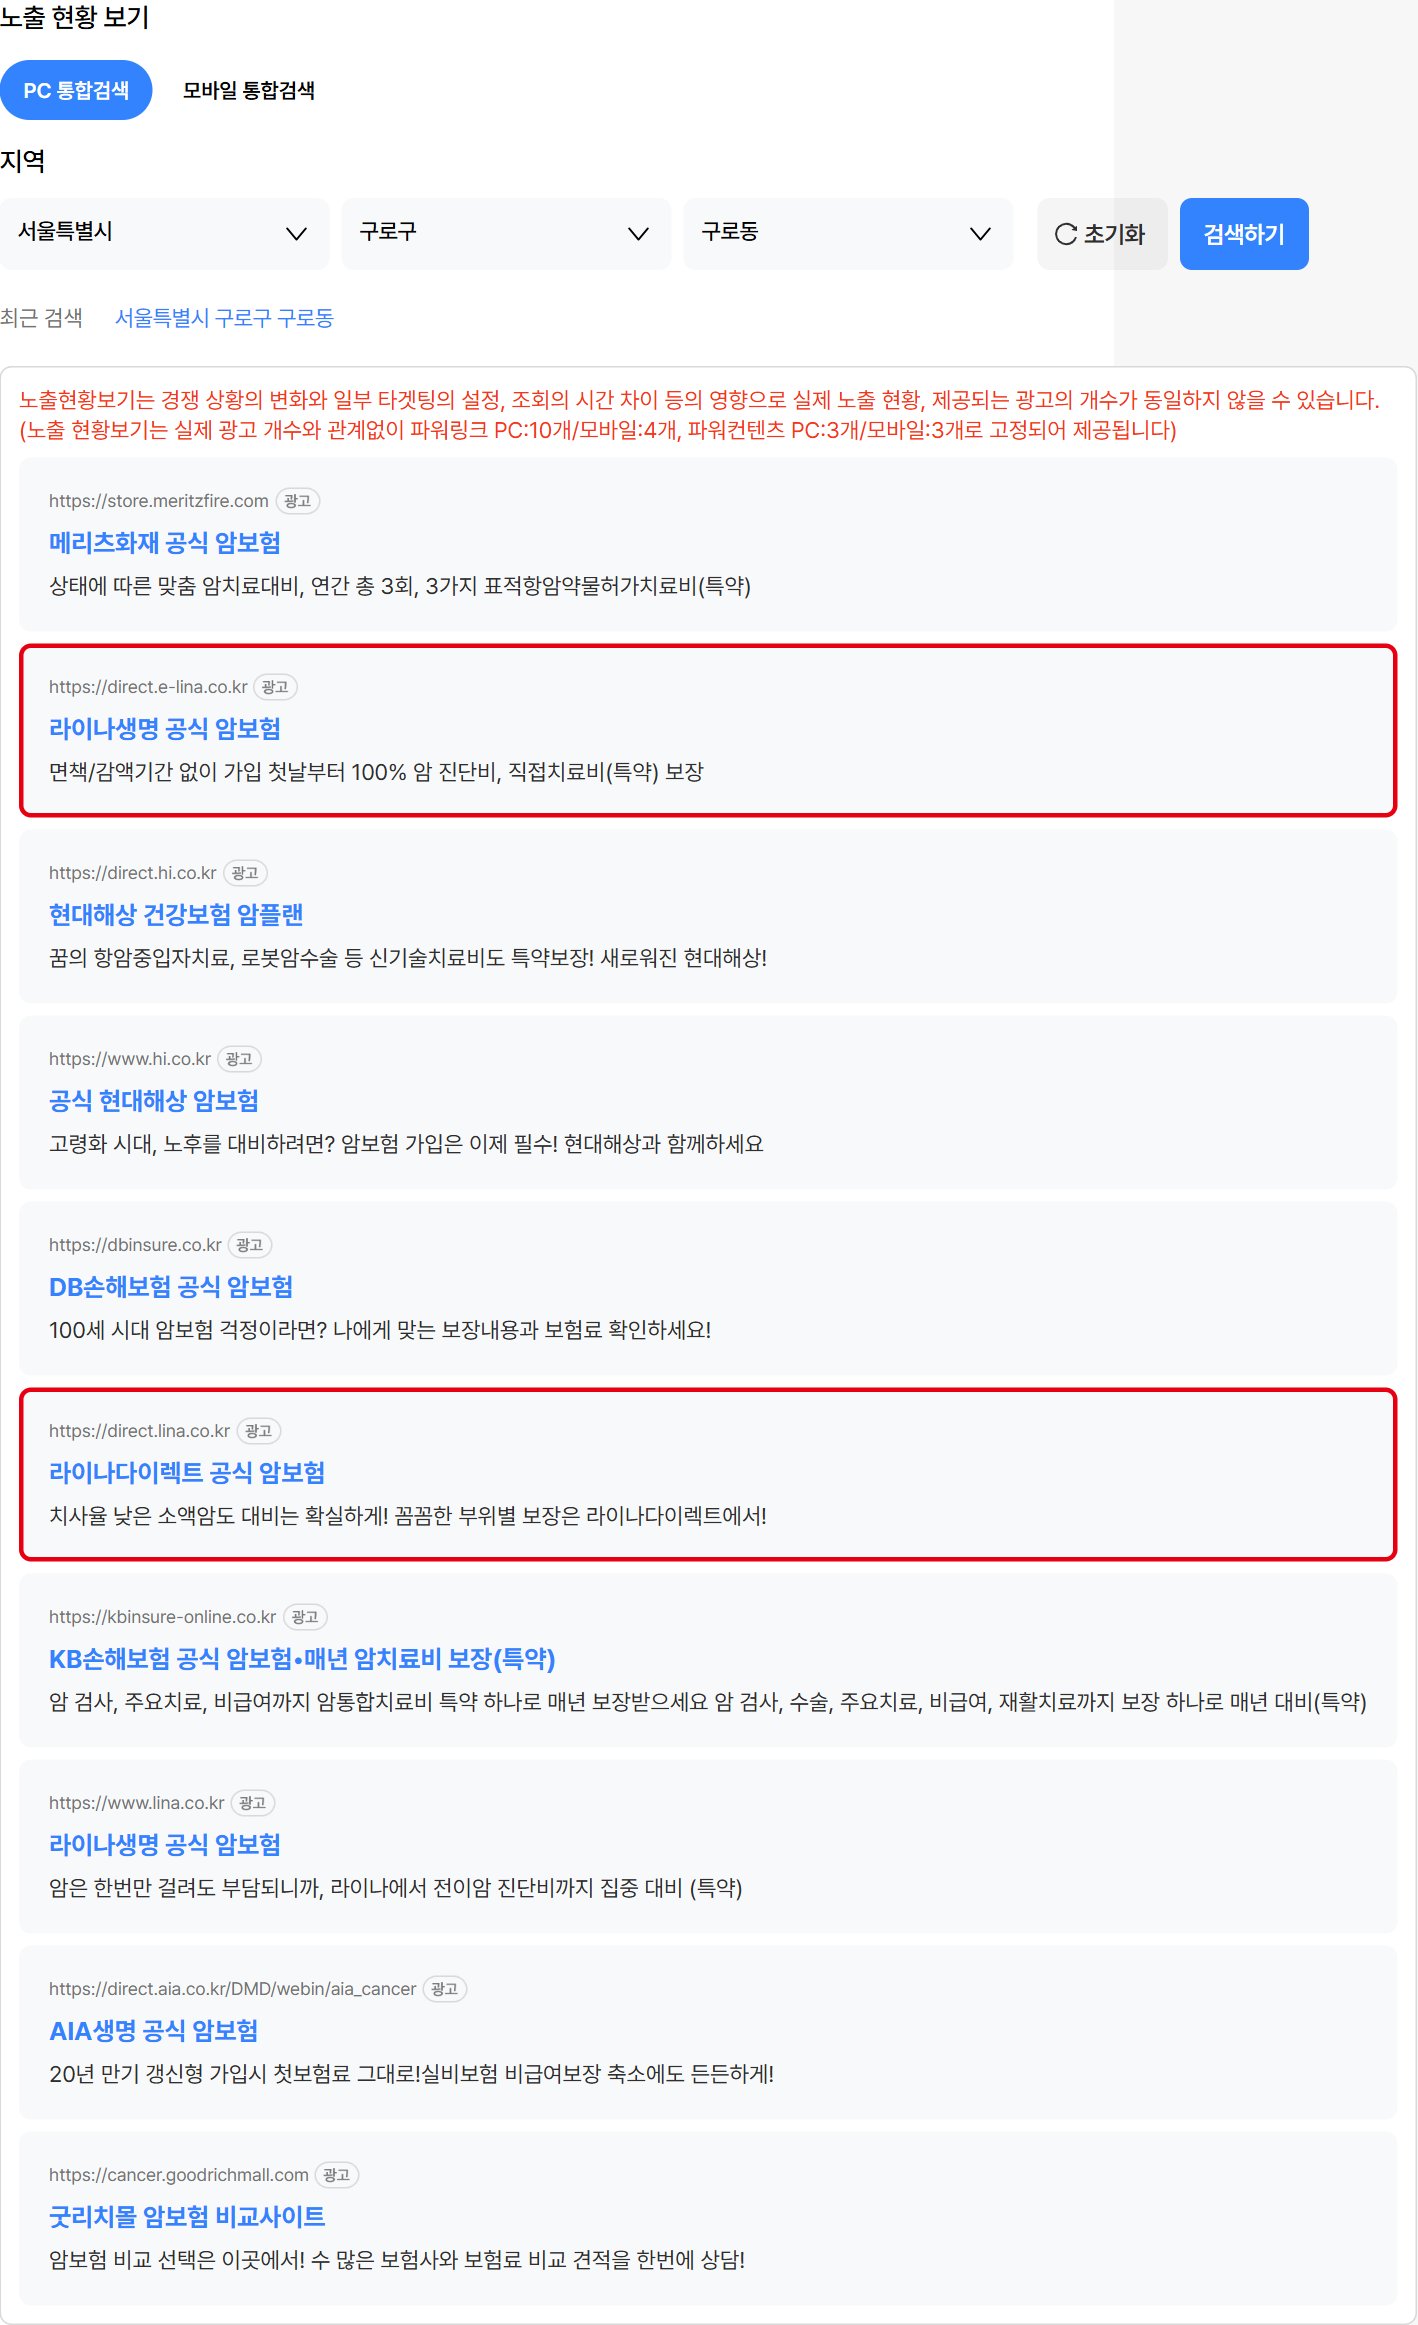 노출 현황 보기
PC 통합검색 모바일 통합검색
지역
서울특별시 구로구 구로동 초기화 검색하기
최근 검색 서울특별시 구로구 구로동
노출현황보기는 경쟁 상황의 변화와 일부 타겟팅의 설정, 조회의 시간 차이 등의 영향으로 실제 노출 현황, 제공되는 광고의 개수가 동일하지 않을 수 있습니다.
(노출 현황보기는 실제 광고 개수와 관계없이 파워링크 PC:10개/모바일:4개, 파워컨텐츠 PC:3개/모바일:3개로 고정되어 제공됩니다)
https://store.meritzfire.com 광고
메리츠화재 공식 암보험
상태에 따른 맞춤 암치료대비, 연간 총 3회, 3가지 표적항암약물허가치료비(특약)
https://direct.e-lina.co.kr 광고
라이나생명 공식 암보험
면책/감액기간 없이 가입 첫날부터 100% 암 진단비, 직접치료비(특약) 보장
https://direct.hi.co.kr 광고
현대해상 건강보험 암플랜
꿈의 항암중입자치료, 로봇암수술 등 신기술치료비도 특약보장! 새로워진 현대해상!
https://www.hi.co.kr 광고
공식 현대해상 암보험
고령화 시대, 노후를 대비하려면? 암보험 가입은 이제 필수! 현대해상과 함께하세요
https://dbinsure.co.kr 광고
DB손해보험 공식 암보험
100세 시대 암보험 걱정이라면? 나에게 맞는 보장내용과 보험료 확인하세요!
https://direct.lina.co.kr 광고
라이나다이렉트 공식 암보험
치사율 낮은 소액암도 대비는 확실하게! 꼼꼼한 부위별 보장은 라이나다이렉트에서!
https://kbinsure-online.co.kr 광고
KB손해보험 공식 암보험•매년 암치료비 보장(특약)
암 검사, 주요치료, 비급여까지 암통합치료비 특약 하나로 매년 보장받으세요 암 검사, 수술, 주요치료, 비급여, 재활치료까지 보장 하나로 매년 대비(특약)
https://www.lina.co.kr 광고
라이나생명 공식 암보험
암은 한번만 걸려도 부담되니까, 라이나에서 전이암 진단비까지 집중 대비 (특약)
https://direct.aia.co.kr/DMD/webin/aia_cancer 광고
AIA생명 공식 암보험
20년 만기 갱신형 가입시 첫보험료 그대로!실비보험 비급여보장 축소에도 든든하게!
https://cancer.goodrichmall.com 광고
굿리치몰 암보험 비교사이트
암보험 비교 선택은 이곳에서! 수 많은 보험사와 보험료 비교 견적을 한번에 상담!